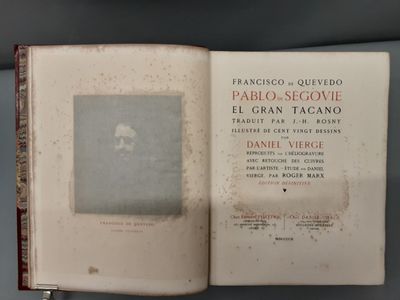 FRANCISCO DE QUEVEDO
FRANCISCO DE QUEVEDO
PABLO DE SÉGOVIE
EL GRAN TACAÑO
TRADUIT PAR J.-H. ROSNY
ILLUSTRÉ DE CENT VINGT DESSINS
PAR
DANIEL VIERGE
REPRODUITS PAR L'HÉLIOGRAVURE
AVEC RETOUCHE DES CUIVRES
PAR L'ARTISTE – ÉTUDE SUR DANIEL
VIERGE, PAR ROGER MARX
ÉDITION DÉFINITIVE